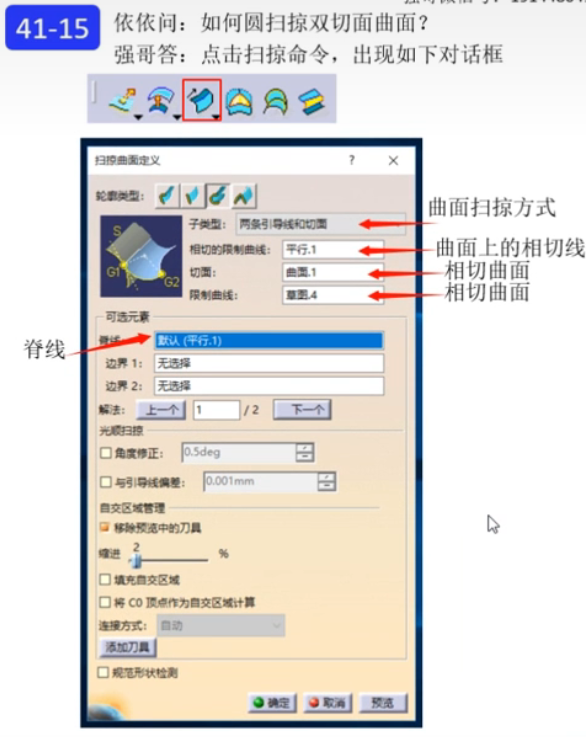 41-15
依依问：如何圆扫掠双切面曲面？
强哥答：点击扫掠命令，出现如下对话框
扫掠曲面定义
?
×
轮廓类型：
子类型：
两条引导线和切面
曲面扫掠方式
相切的限制曲线：
平行.1
曲面上的相切线
切面：
曲面.1
相切曲面
限制曲线：
草图.4
相切曲面
S
G1
G2
可选元素
脊线
默认 (平行.1)
脊线
边界 1：
无选择
边界 2：
无选择
解法：
上一个
1
/ 2
下一个
光顺扫掠
角度修正：
0.5deg
与引导线偏差：
0.001mm
自交区域管理
移除预览中的刀具
缩进
2
%
填充自交区域
将 C0 顶点作为自交区域计算
连接方式：
自动
添加刀具
规范形状检测
确定
取消
预览